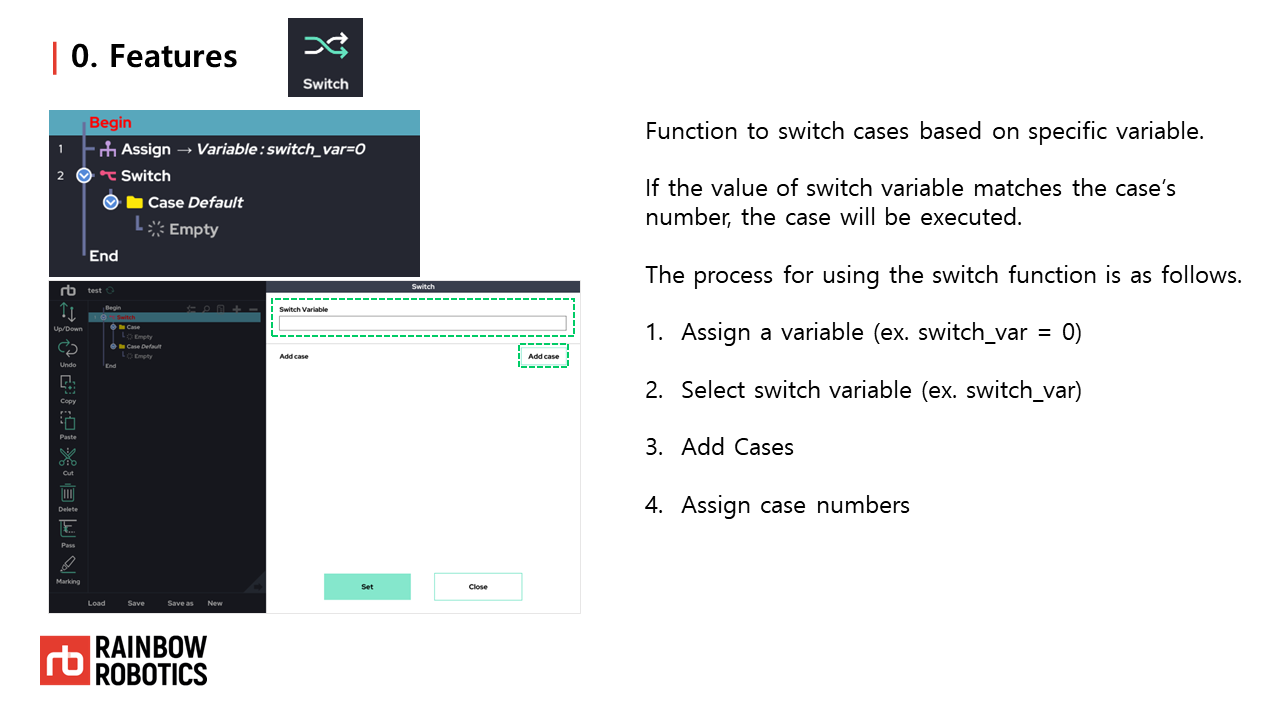 0. Features
Switch
Begin
1 Assign → Variable : switch_var=0
2 Switch
Case Default
Empty
End
test
Up/Down
Undo
Copy
Paste
Cut
Delete
Pass
Marking
Begin
1 Switch
Case
Empty
Case Default
Empty
End
Load Save Save as New
Switch
Switch Variable
Add case Add case
Set Close
Function to switch cases based on specific variable.
If the value of switch variable matches the case’s
number, the case will be executed.
The process for using the switch function is as follows.
1. Assign a variable (ex. switch_var = 0)
2. Select switch variable (ex. switch_var)
3. Add Cases
4. Assign case numbers
RAINBOW
ROBOTICS